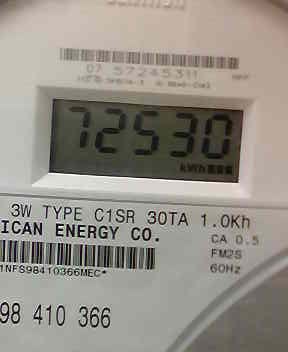 07 57245311
72530
kWh
3W TYPE C1SR 30TA 1.0Kh
ICAN ENERGY CO.
CA 0.5
FM2S
60Hz
1NFS98410366MEC*
98 410 366